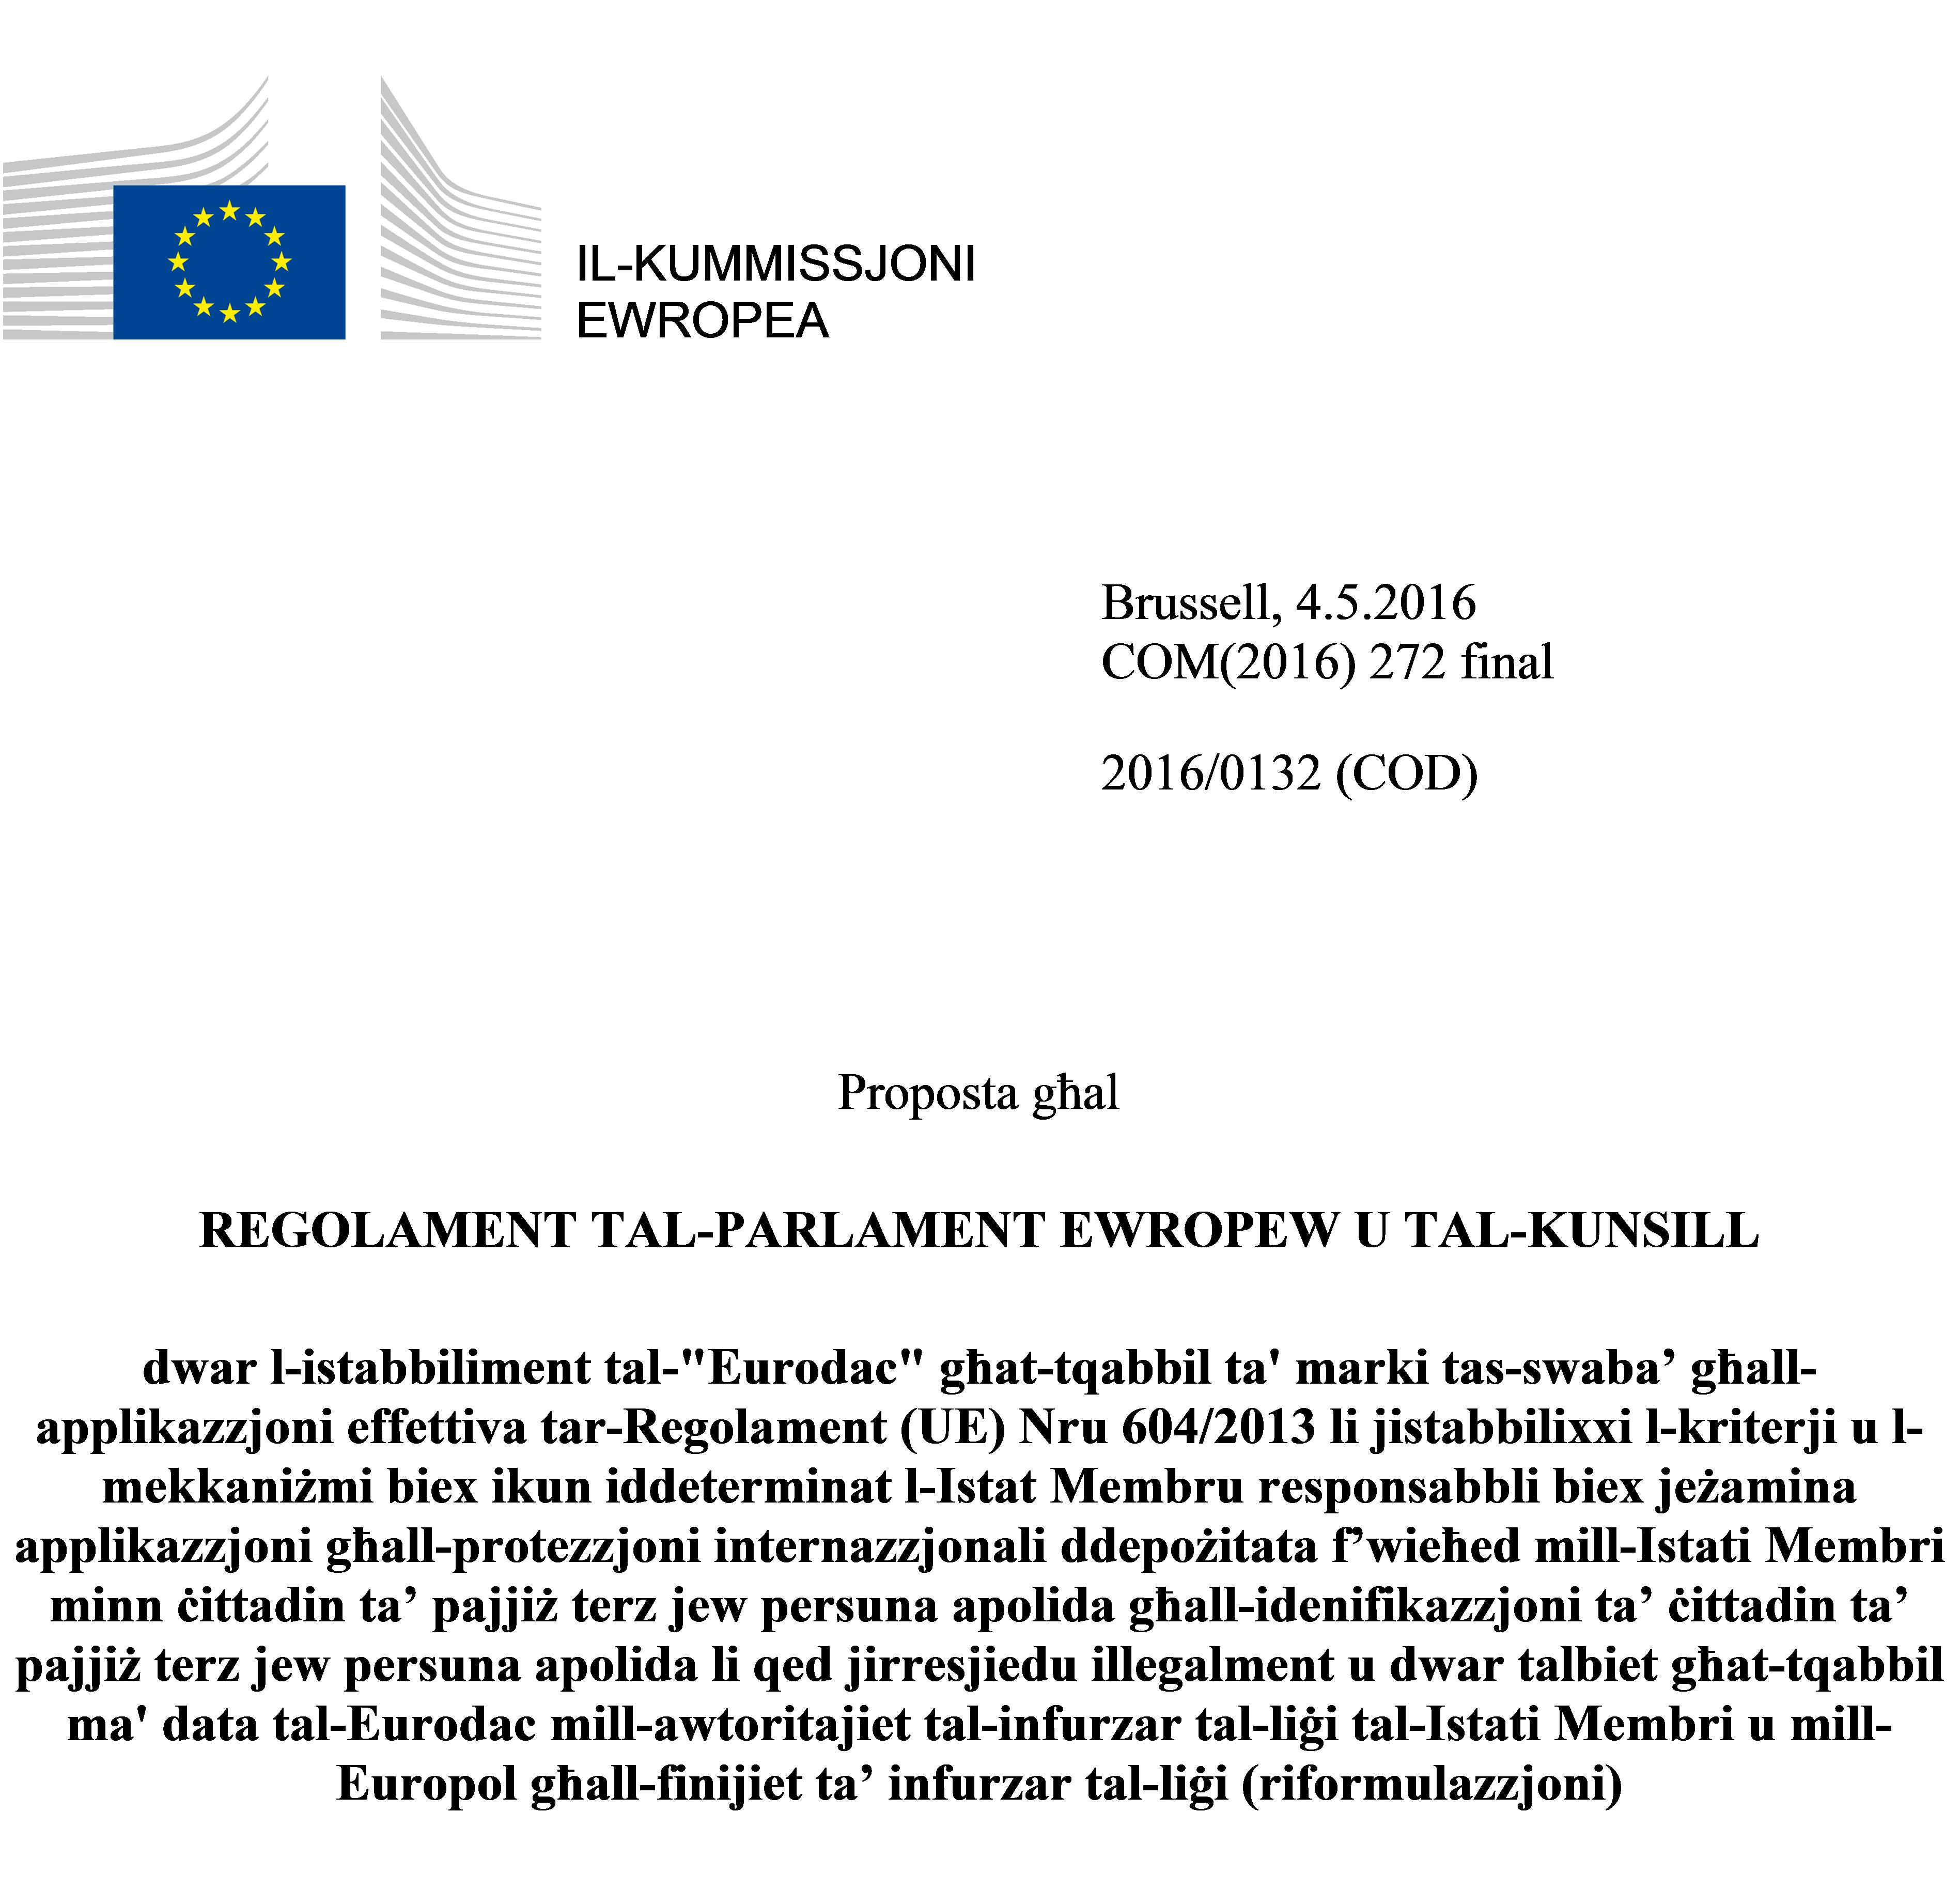 IL-KUMMISSJONI
EWROPEA
Brussell, 4.5.2016
COM(2016) 272 final
2016/0132 (COD)
Proposta għal
REGOLAMENT TAL-PARLAMENT EWROPEW U TAL-KUNSILL
dwar l-istabbiliment tal-"Eurodac" għat-tqabbil ta' marki tas-swaba’ għall-
applikazzjoni effettiva tar-Regolament (UE) Nru 604/2013 li jistabbilixxi l-kriterji u l-
mekkaniżmi biex ikun iddeterminat l-Istat Membru responsabbli biex jeżamina
applikazzjoni għall-protezzjoni internazzjonali ddepożitata f’wieħed mill-Istati Membri
minn ċittadin ta’ pajjiż terz jew persuna apolida għall-idenifikazzjoni ta’ ċittadin ta’
pajjiż terz jew persuna apolida li qed jirresjiedu illegalment u dwar talbiet għat-tqabbil
ma' data tal-Eurodac mill-awtoritajiet tal-infurzar tal-liġi tal-Istati Membri u mill-
Europol għall-finijiet ta’ infurzar tal-liġi (riformulazzjoni)